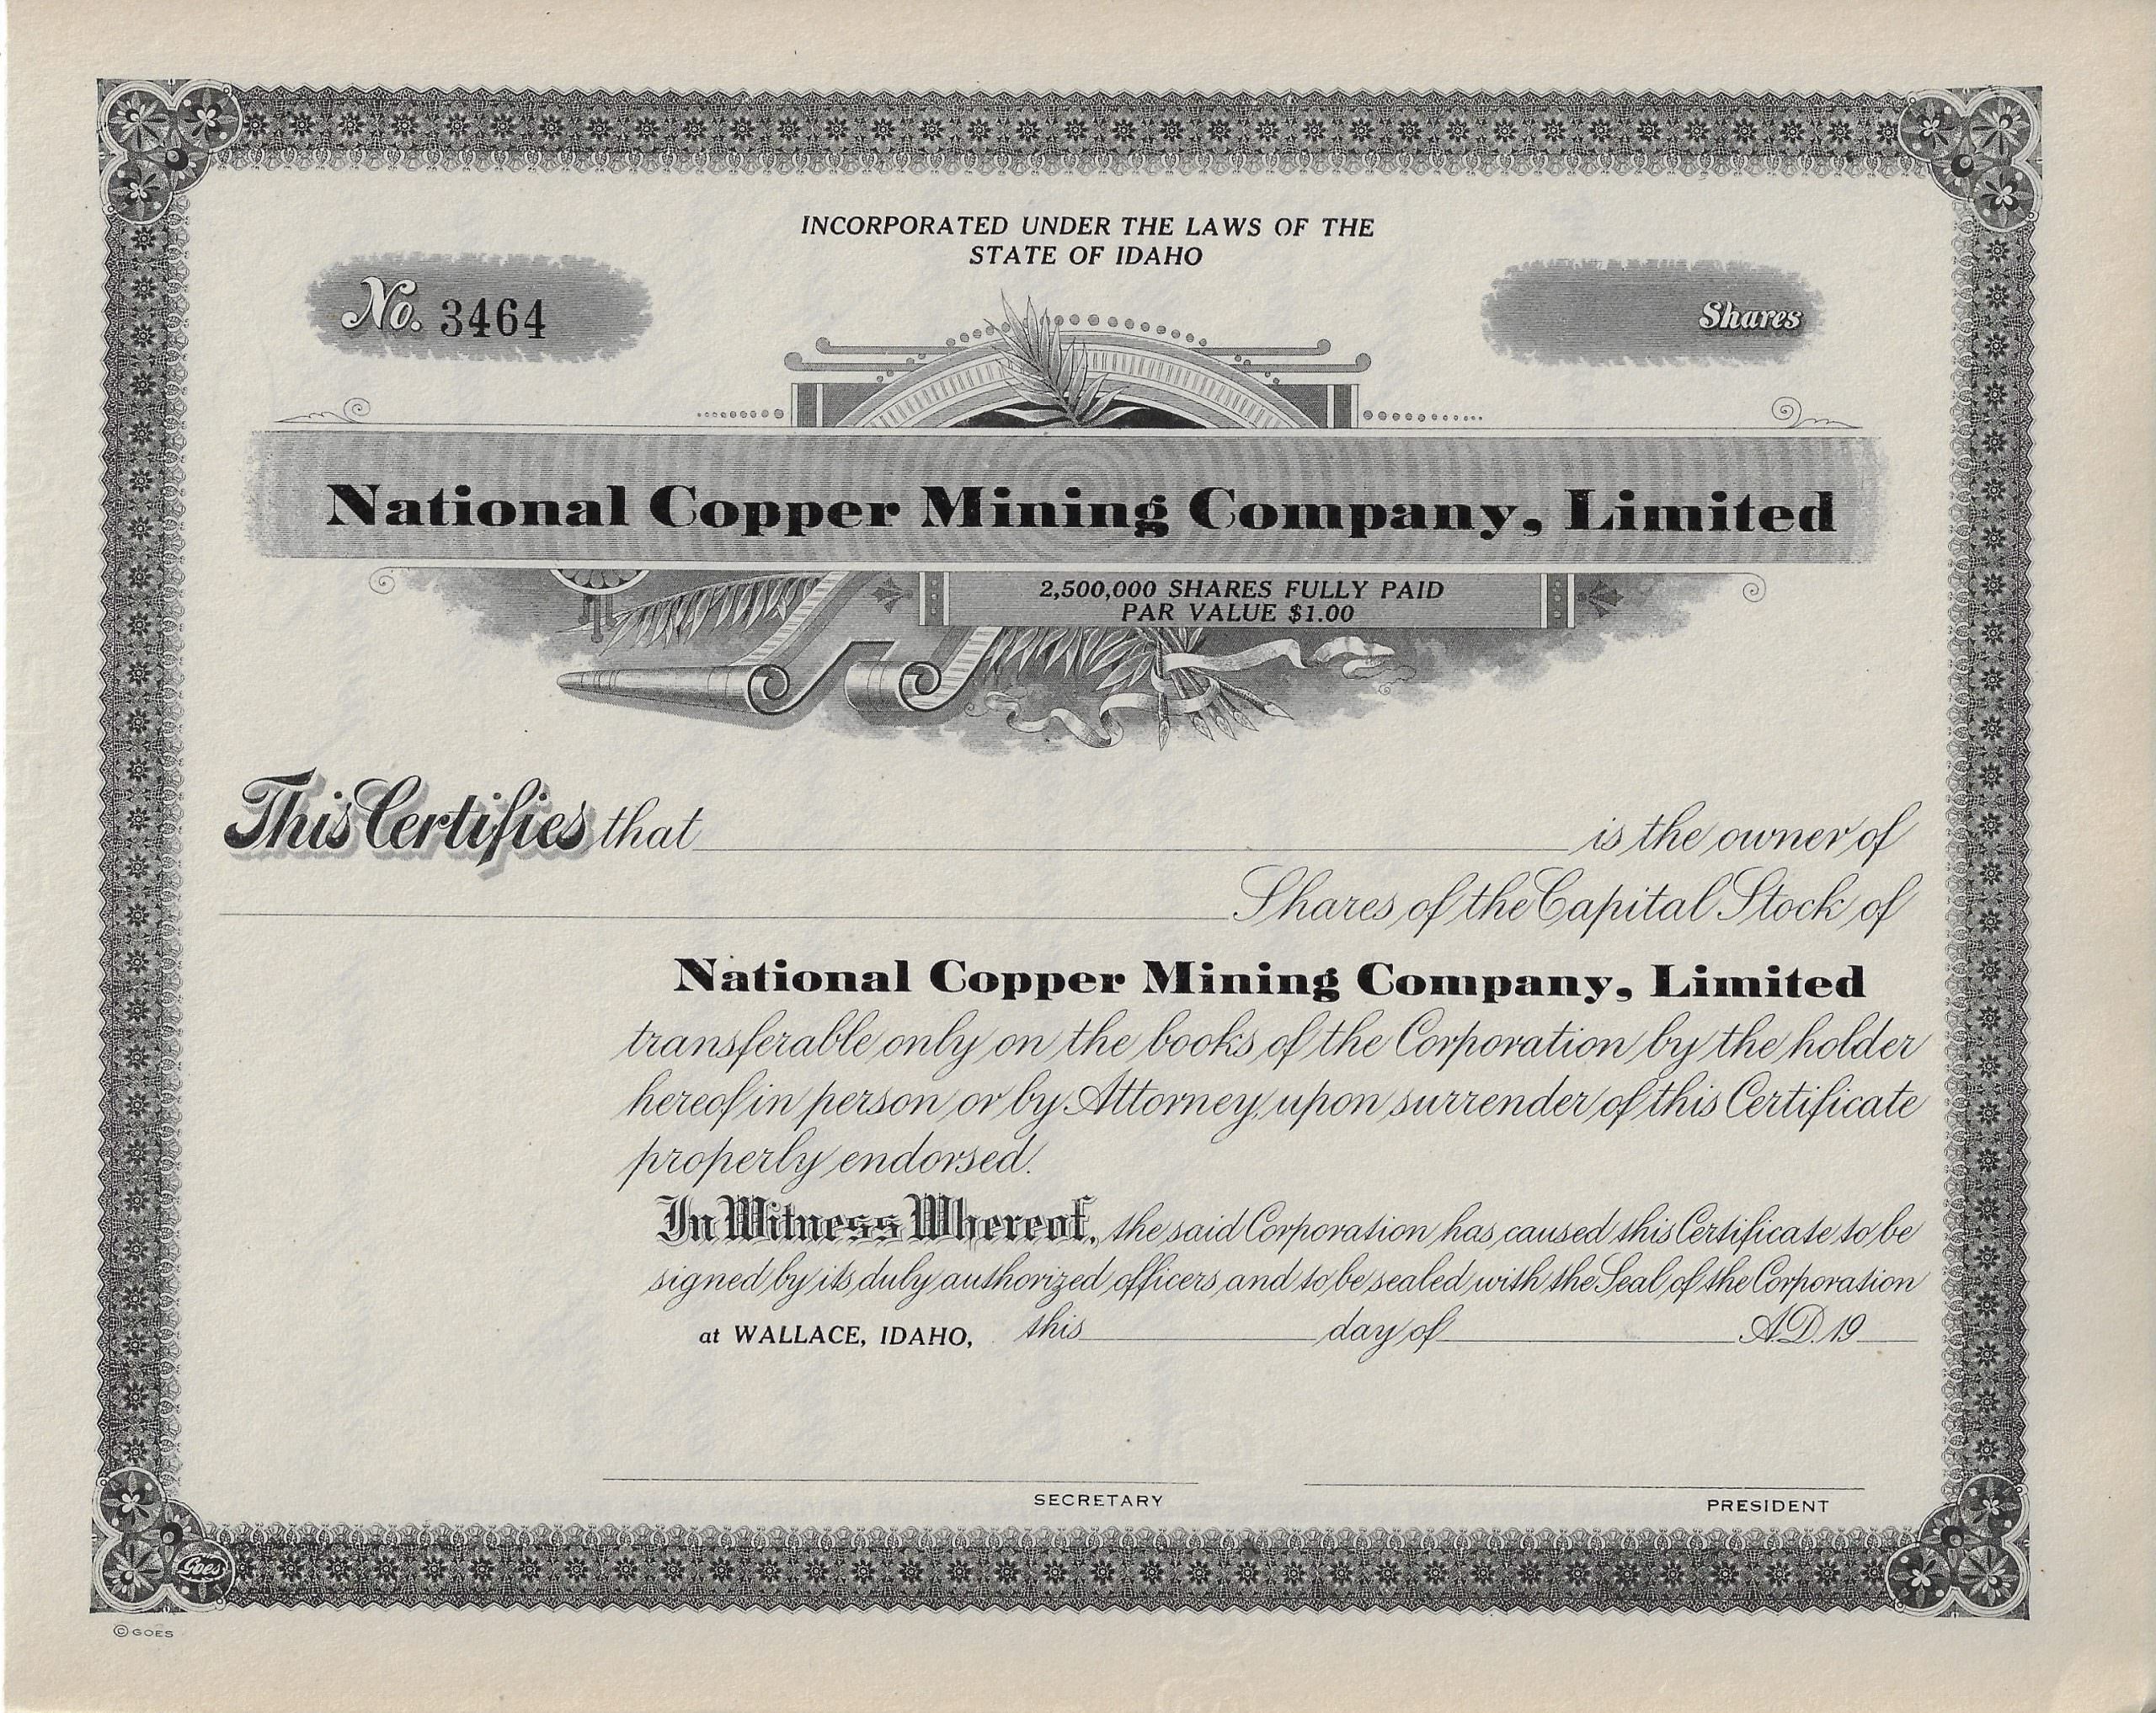 INCORPORATED UNDER THE LAWS OF THE
STATE OF IDAHO
No. 3464
Shares
National Copper Mining Company, Limited
2,500,000 SHARES FULLY PAID
PAR VALUE $1.00
This Certifies that is the owner of
Shares of the Capital Stock of
National Copper Mining Company, Limited
transferable only on the books of the Corporation by the holder
hereof in person or by Attorney, upon surrender of this Certificate
properly endorsed.
In Witness Whereof, the said Corporation has caused this Certificate to be
signed by its duly authorized officers and to be sealed with the Seal of the Corporation
at WALLACE, IDAHO, this day of A.D. 19
SECRETARY
PRESIDENT
Goes
© GOES